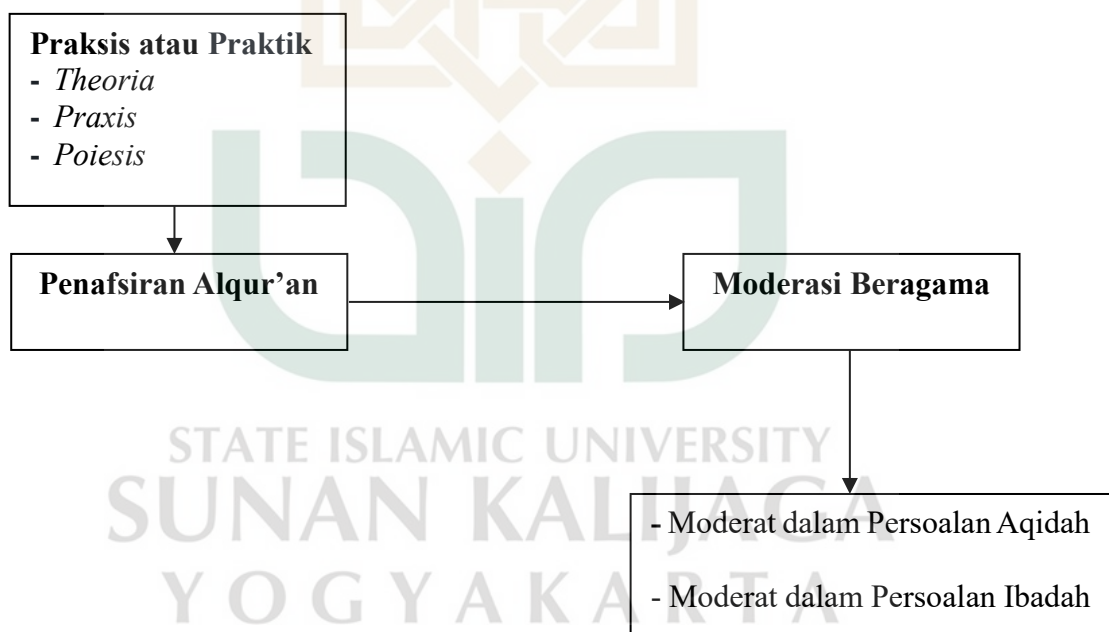 Praksis atau Praktik
- Theoria
- Praxis
- Poiesis
Penafsiran Alqur’an
Moderasi Beragama
STATE ISLAMIC UNIVERSITY
SUNAN KALIJAGA
YOGYAKARTA
- Moderat dalam Persoalan Aqidah
- Moderat dalam Persoalan Ibadah